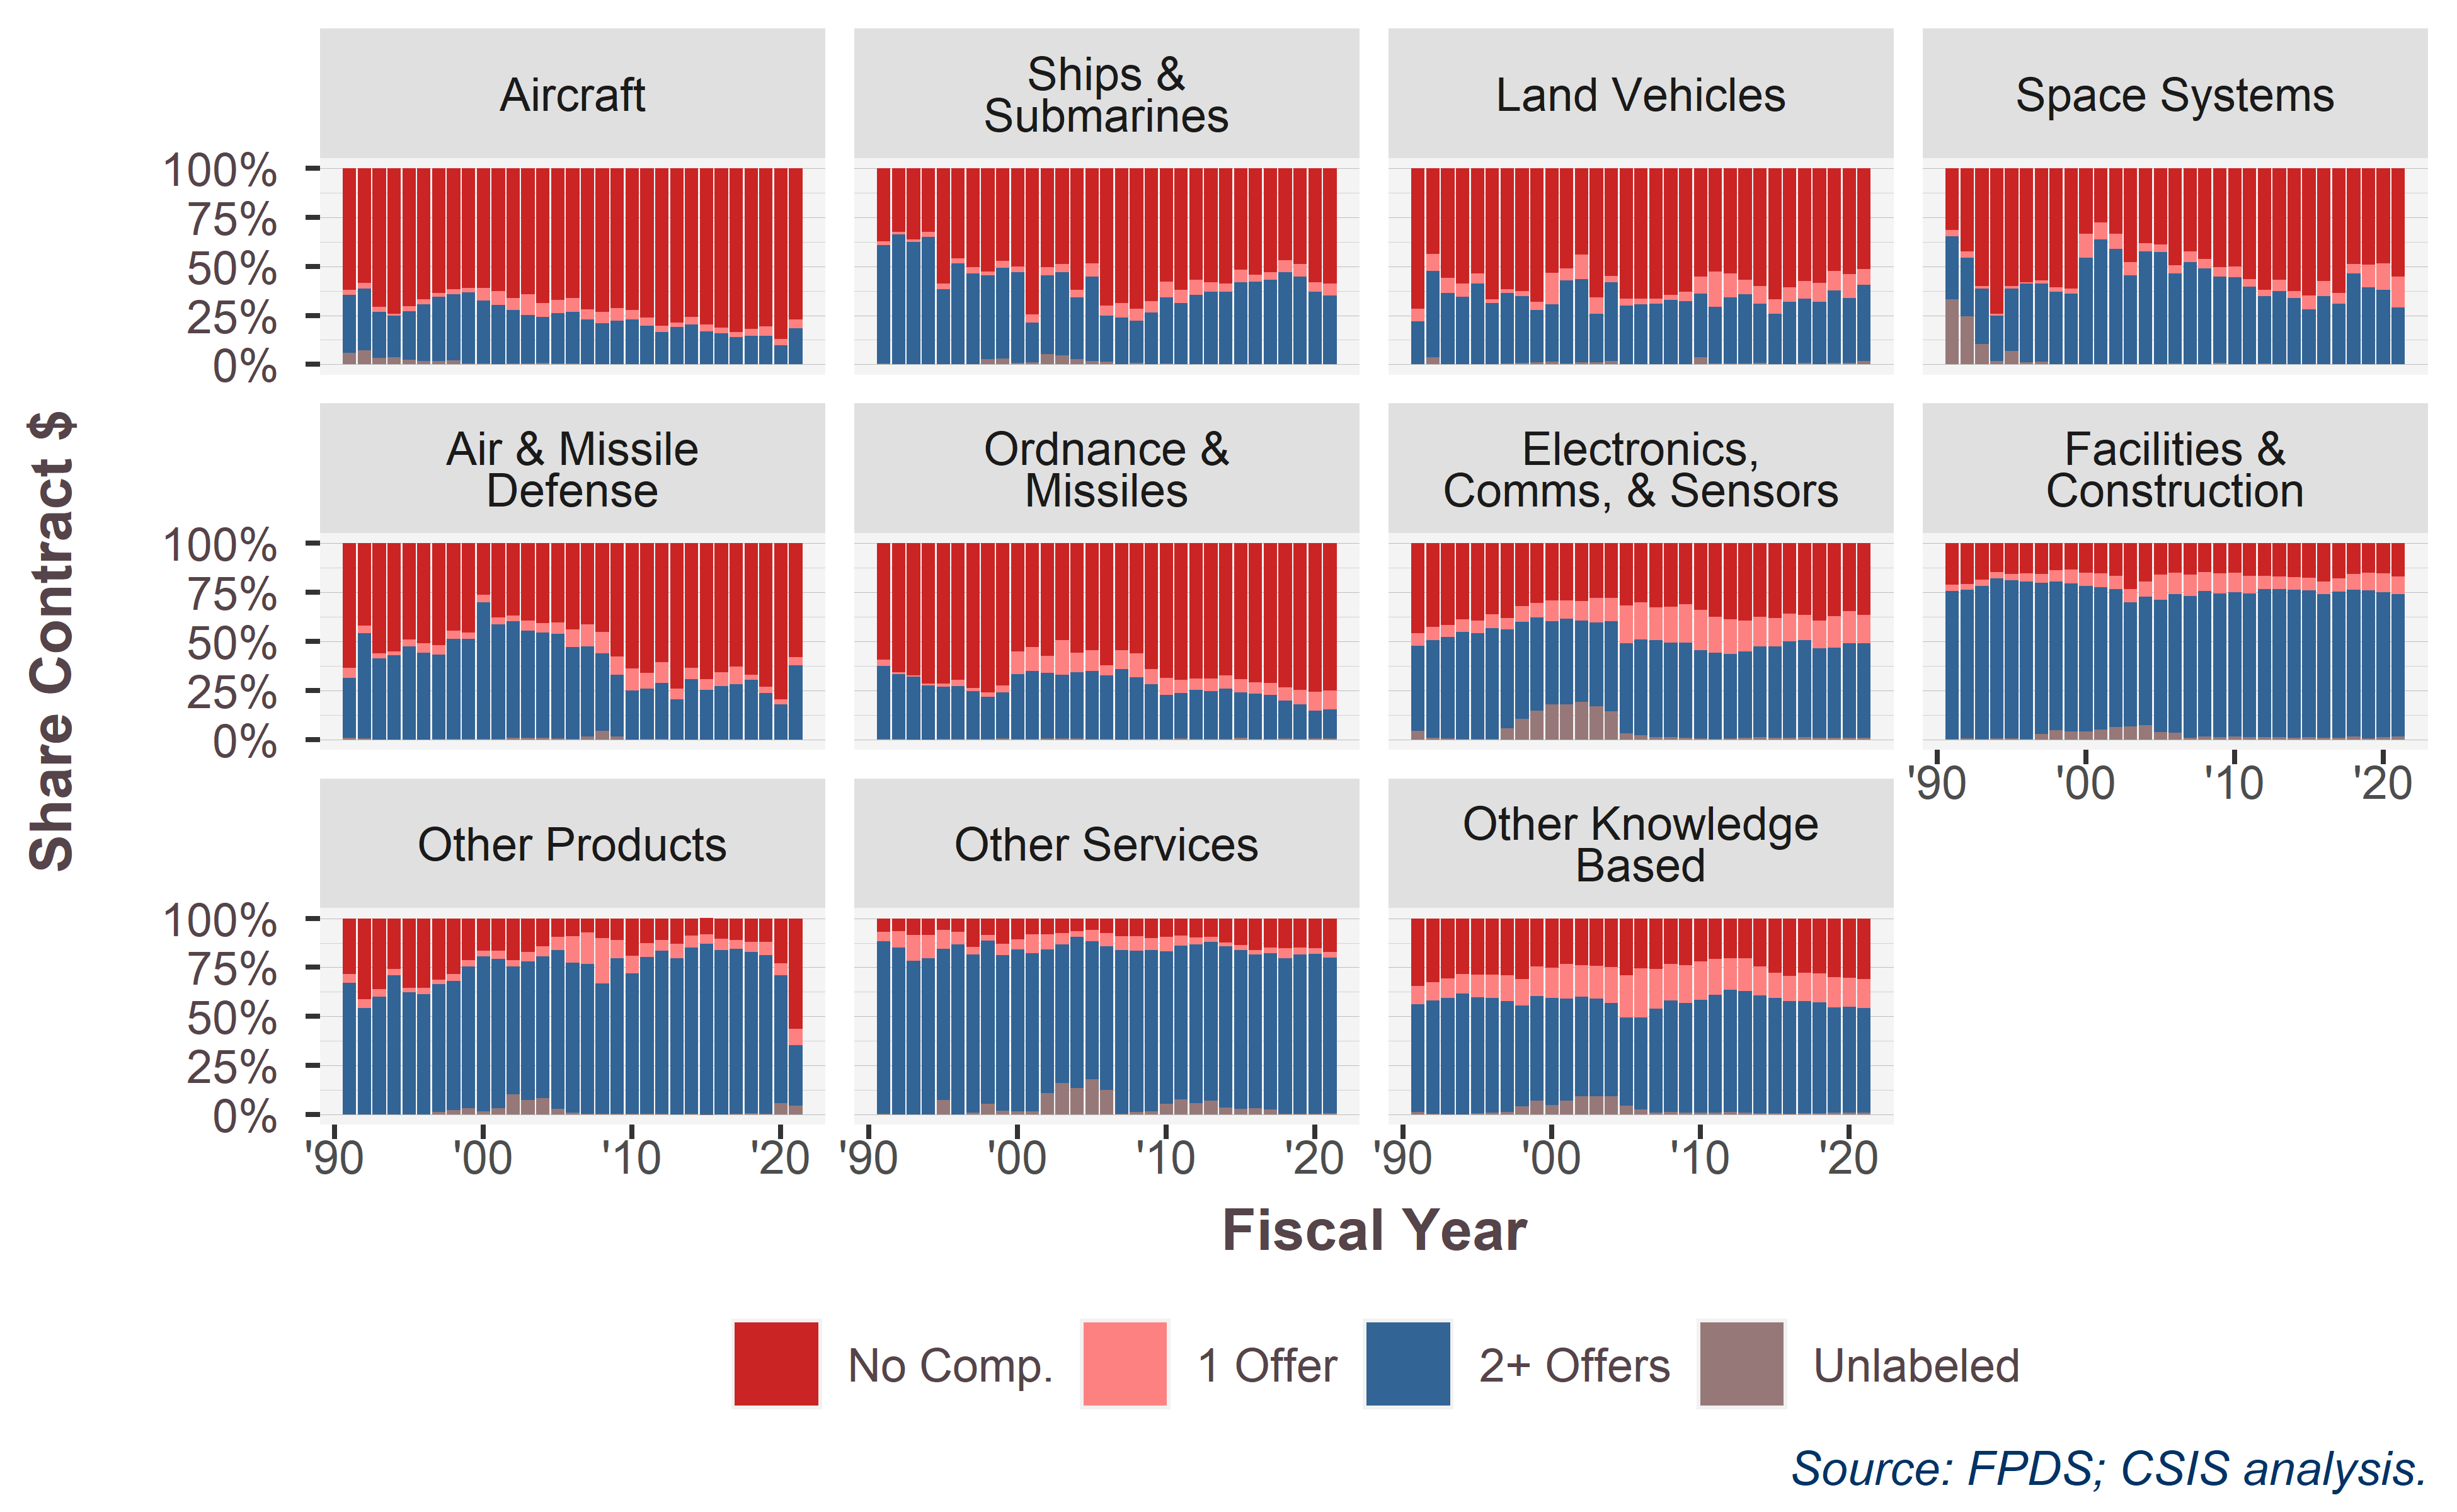 Aircraft
Ships &
Submarines
Land Vehicles
Space Systems
100%
75%
50%
25%
0%
Air & Missile
Defense
Ordnance &
Missiles
Electronics,
Comms, & Sensors
Facilities &
Construction
100%
75%
50%
25%
0%
'90 '00 '10 '20
Other Products
Other Services
Other Knowledge
Based
100%
75%
50%
25%
0%
'90 '00 '10 '20
'90 '00 '10 '20
'90 '00 '10 '20
Share Contract $
Fiscal Year
No Comp. 1 Offer 2+ Offers Unlabeled
Source: FPDS; CSIS analysis.